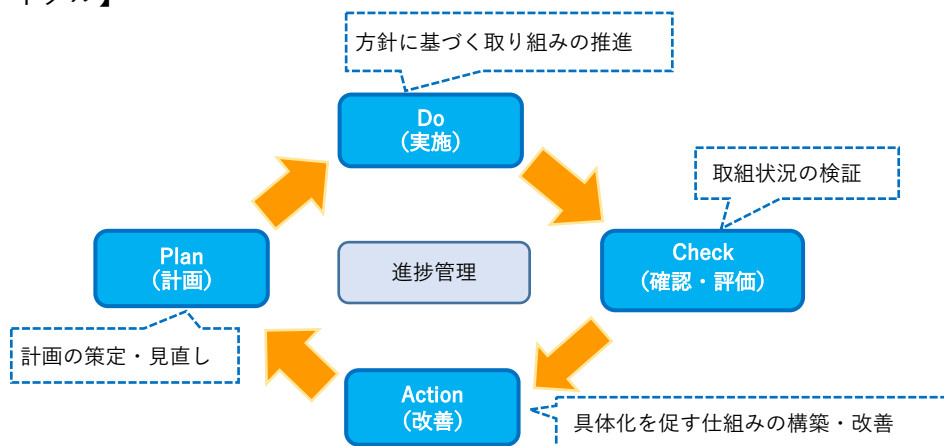 イクル】
方針に基づく取り組みの推進
Do
(実施)
取組状況の検証
Plan
(計画)
進捗管理
Check
(確認・評価)
計画の策定・見直し
Action
(改善)
具体化を促す仕組みの構築・改善